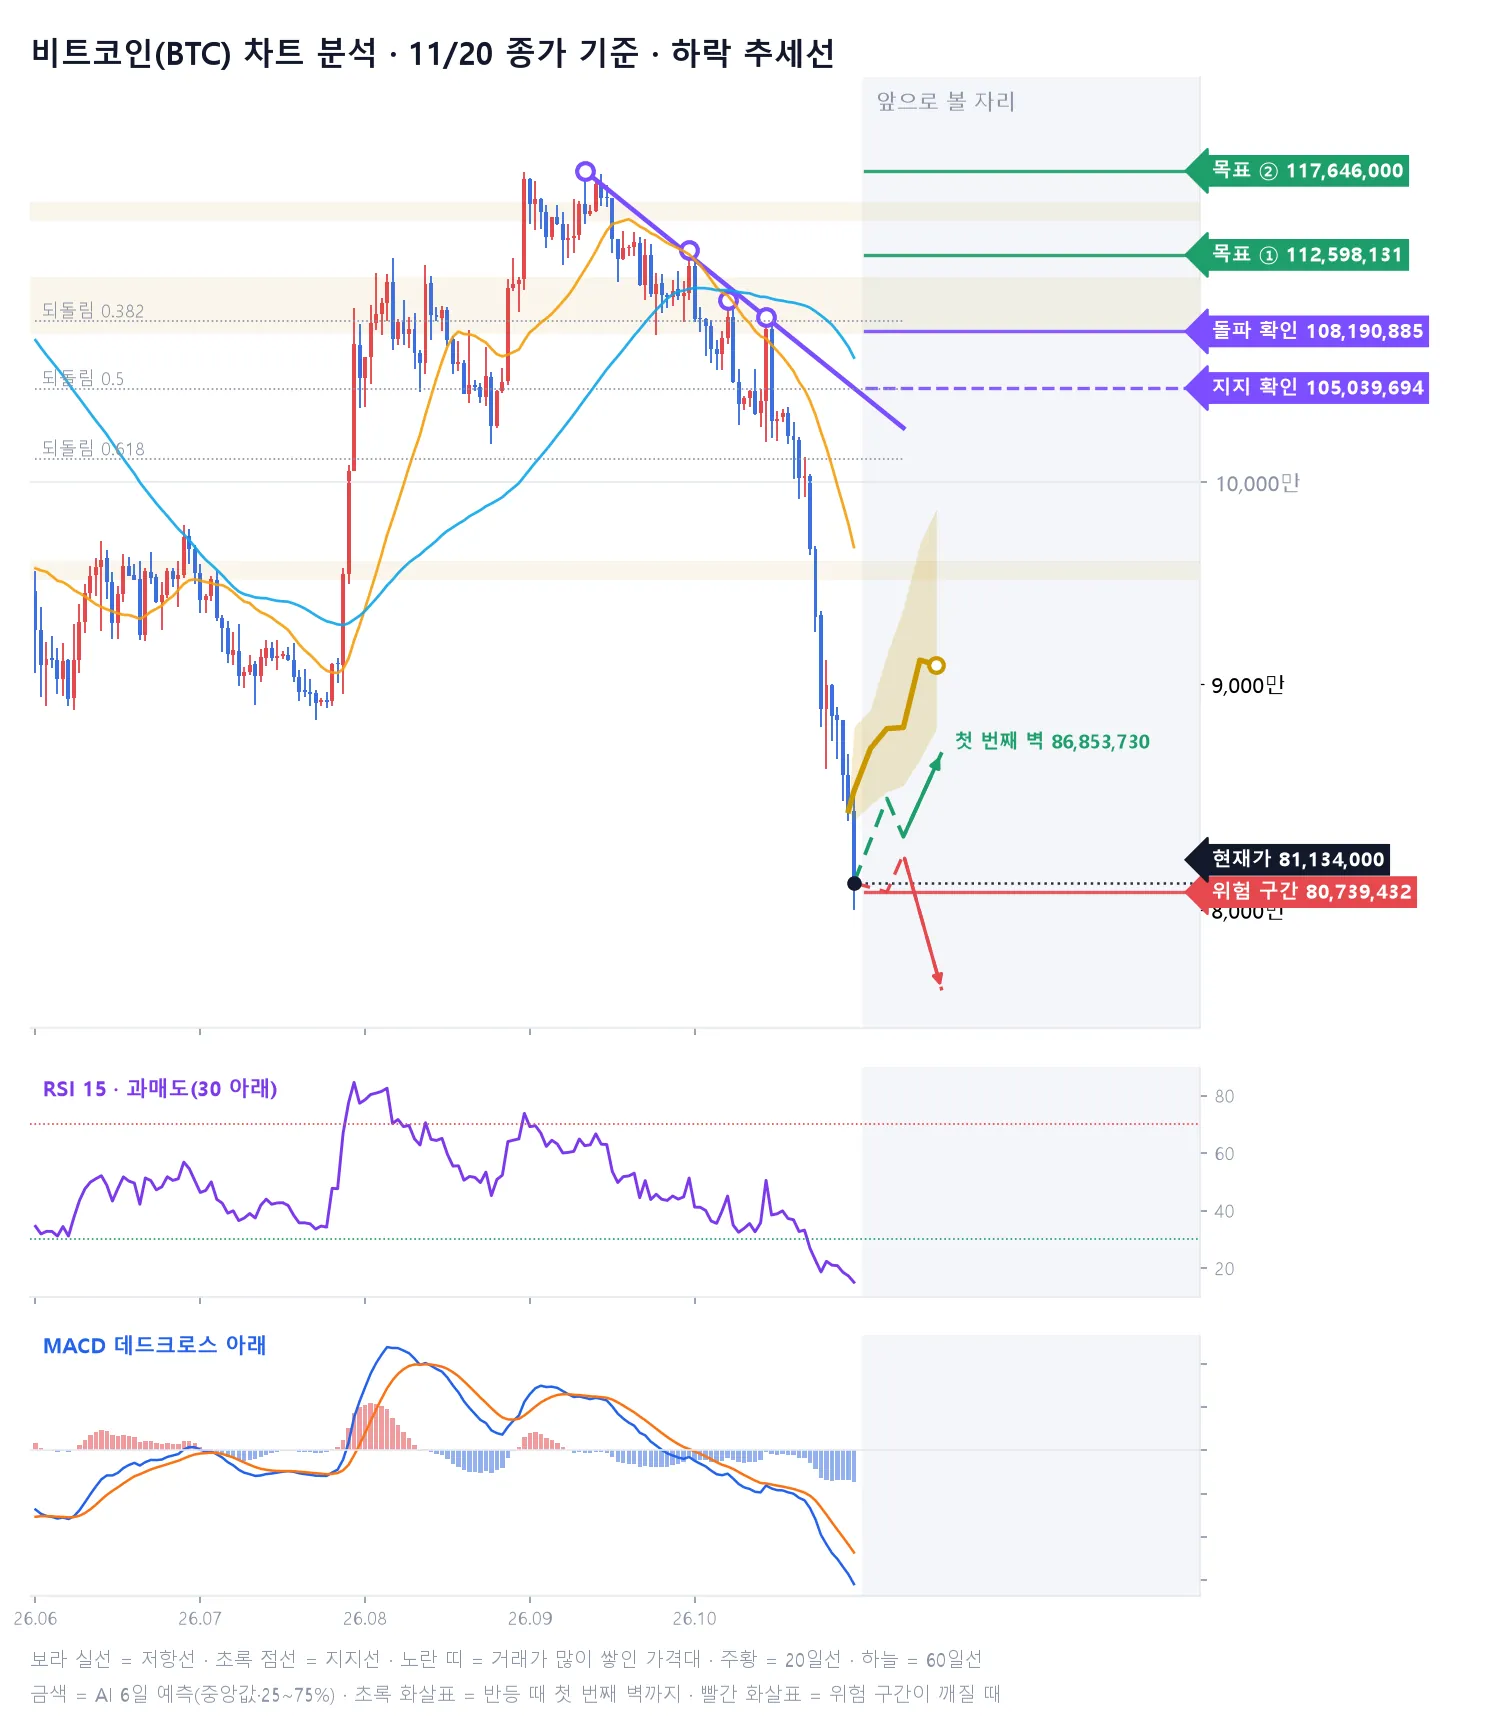 비트코인(BTC) 차트 분석 · 11/20 종가 기준 · 하락 추세선
앞으로 볼 자리
목표 ② 117,646,000
목표 ① 112,598,131
되돌림 0.382
돌파 확인 108,190,885
되돌림 0.5
지지 확인 105,039,694
되돌림 0.618
10,000만
9,000만
첫 번째 벽 86,853,730
현재가 81,134,000
위험 구간 80,739,432
8,000만
RSI 15 · 과매도(30 아래)
80
60
40
20
MACD 데드크로스 아래
26.06 26.07 26.08 26.09 26.10
보라 실선 = 저항선 · 초록 점선 = 지지선 · 노란 띠 = 거래가 많이 쌓인 가격대 · 주황 = 20일선 · 하늘 = 60일선
금색 = AI 6일 예측(중앙값·25~75%) · 초록 화살표 = 반등 때 첫 번째 벽까지 · 빨간 화살표 = 위험 구간이 깨질 때